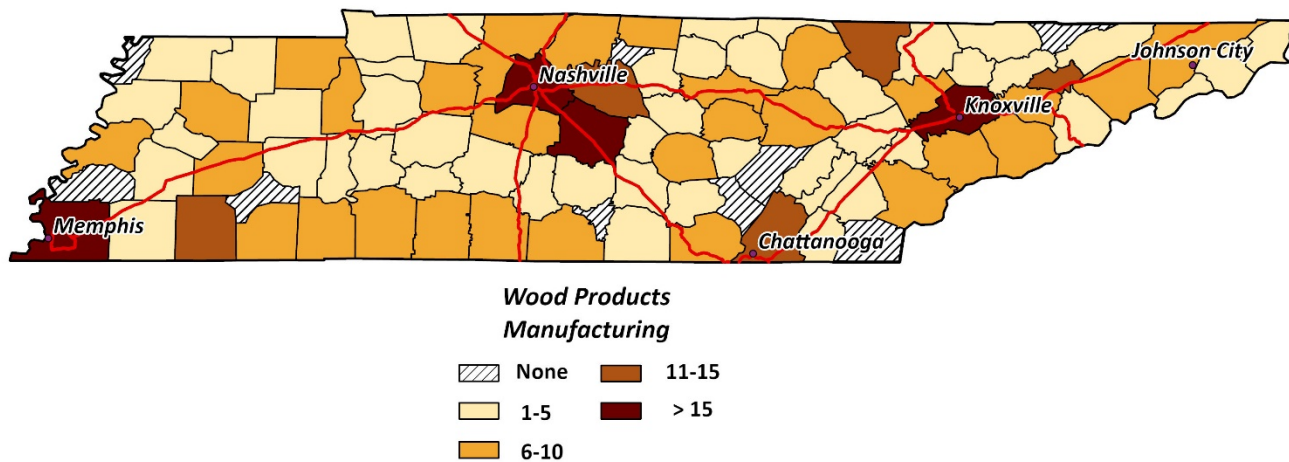 Johnson City
Nashville
Knoxville
Memphis
Chattanooga
Wood Products
Manufacturing
None
11-15
1-5
> 15
6-10